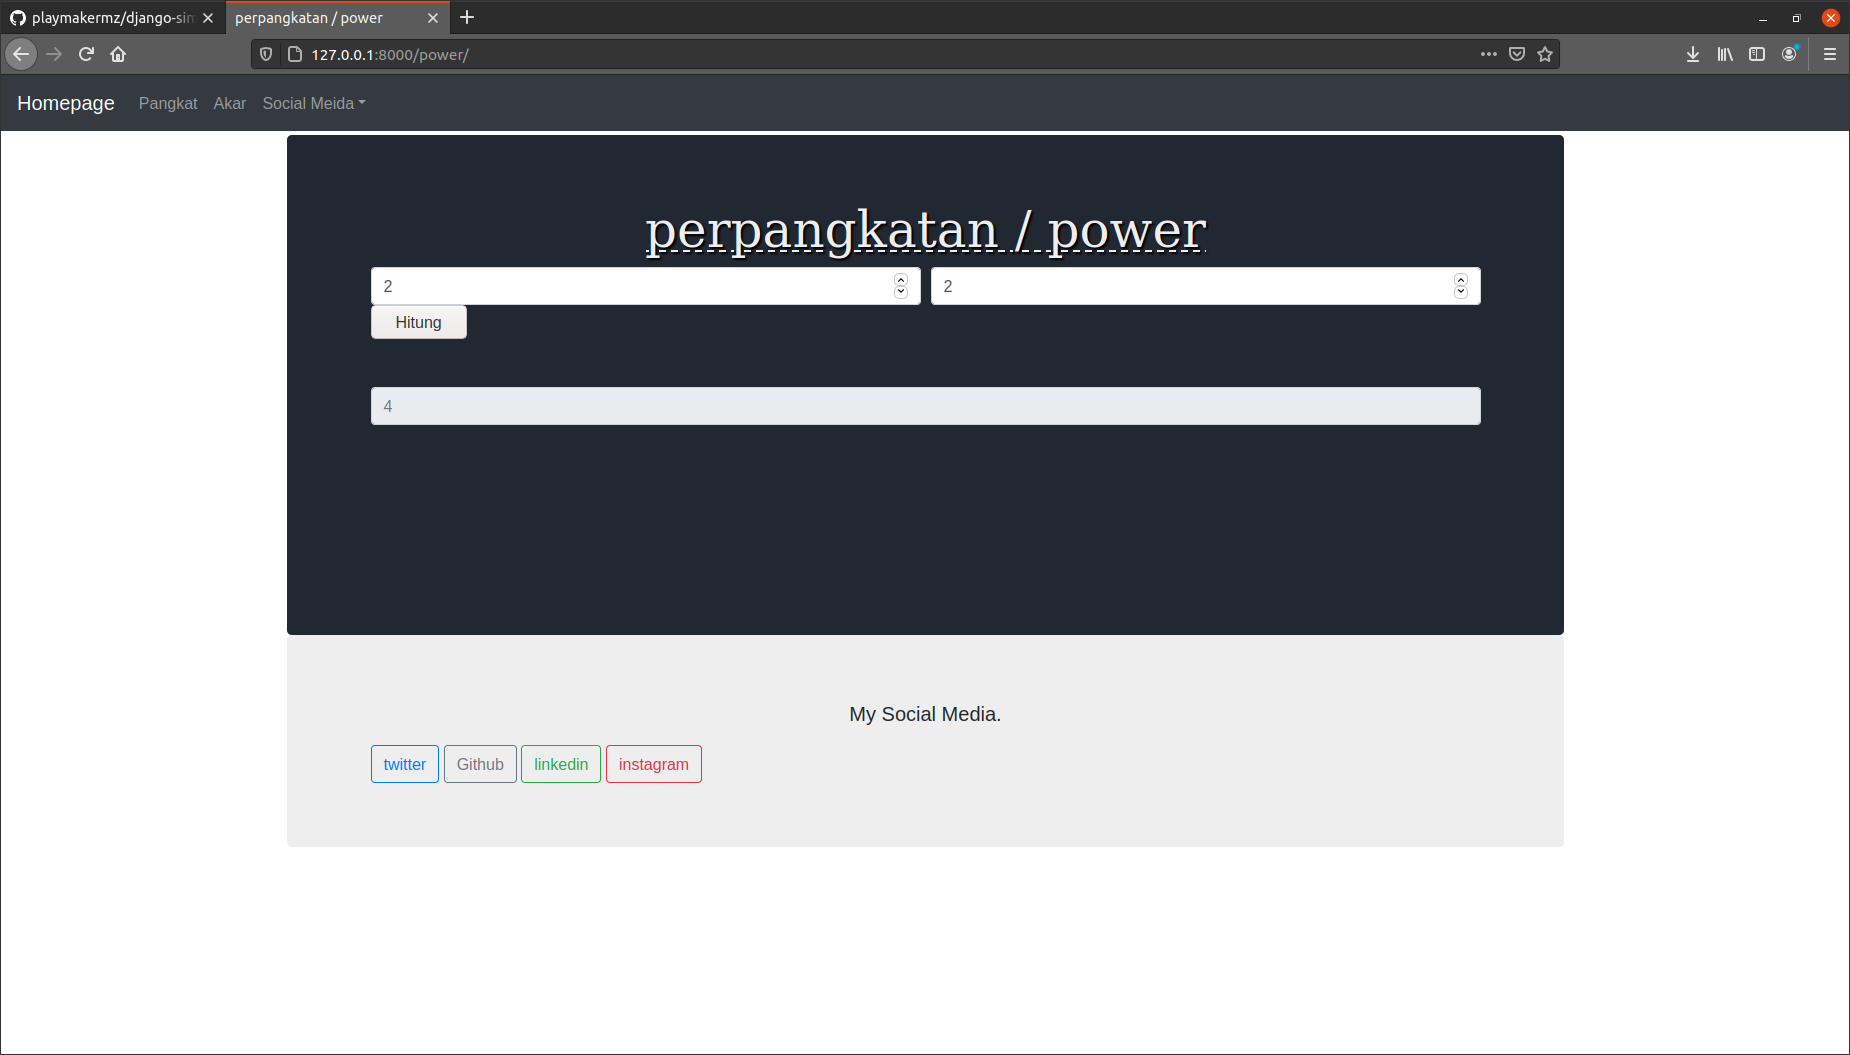 playmakermz/django-sim
perpangkatan / power
127.0.0.1:8000/power/
Homepage Pangkat Akar Social Meida
perpangkatan / power
2 2
Hitung
4
My Social Media.
twitter Github linkedin instagram